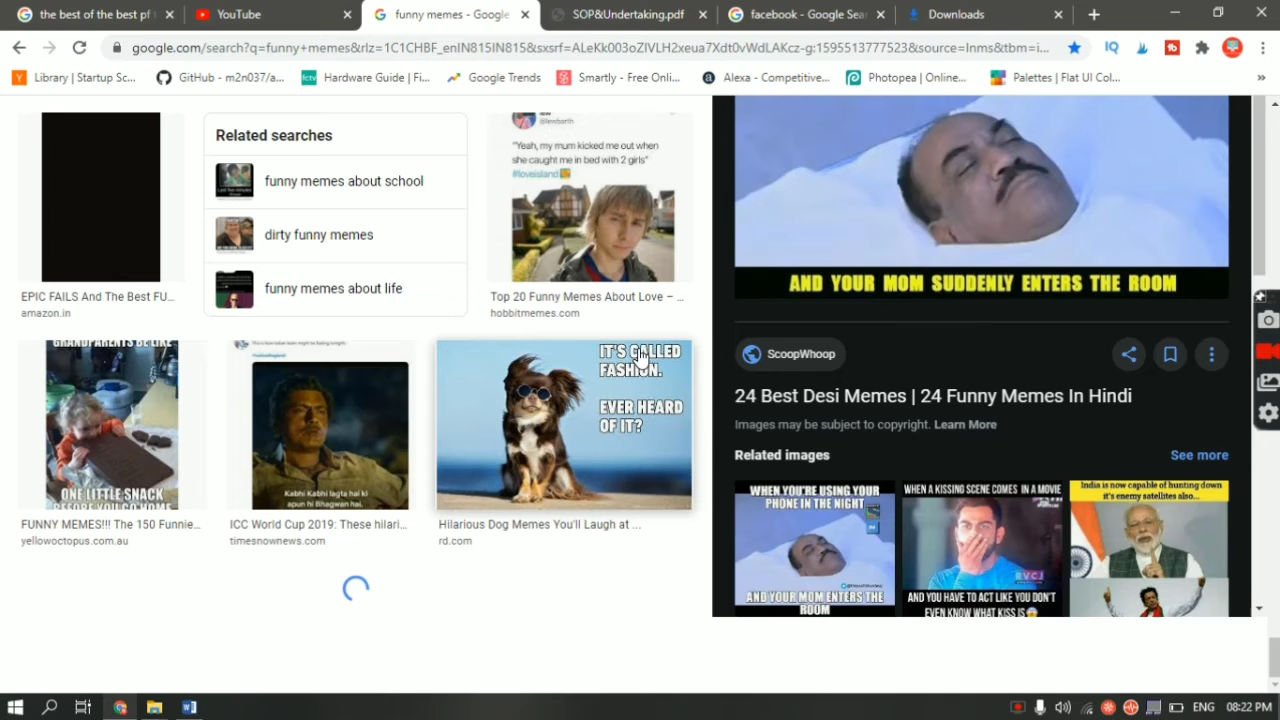 the best of the best pf
YouTube
funny memes - Google
SOP&Undertaking.pdf
facebook - Google Sea
Downloads
google.com/search?q=funny+memes&rlz=1C1CHBF_enIN815IN815&sxsrf=ALeKk003oZIVLH2xeua7Xdt0vWdLAKcz-g:1595513777523&source=lnms&tbm=i...
Library | Startup Sc...
GitHub - m2n037/a...
Hardware Guide | Fi...
Google Trends
Smartly - Free Onli...
Alexa - Competitive...
Photopea | Online...
Palettes | Flat UI Col...
»
Related searches
funny memes about school
dirty funny memes
funny memes about life
"Yeah, my mum kicked me out when
she caught me in bed with 2 girls"
#loveisland
EPIC FAILS And The Best FU...
amazon.in
Top 20 Funny Memes About Love – ...
hobbitmemes.com
GRANDPARENTS BE LIKE
ONE LITTLE SNACK
BEFORE YOU GO HOME
Kabhi Kabhi lagta hai ki
apun hi Bhagwan hai.
IT'S CALLED
FASHION.
EVER HEARD
OF IT?
FUNNY MEMES!!! The 150 Funnie...
yellowoctopus.com.au
ICC World Cup 2019: These hilari...
timesnownews.com
Hilarious Dog Memes You'll Laugh at ...
rd.com
AND YOUR MOM SUDDENLY ENTERS THE ROOM
ScoopWhoop
24 Best Desi Memes | 24 Funny Memes In Hindi
Images may be subject to copyright. Learn More
Related images
See more
WHEN YOU'RE USING YOUR
PHONE IN THE NIGHT
AND YOUR MOM ENTERS THE
ROOM
WHEN A KISSING SCENE COMES IN A MOVIE
RVCJ
AND YOU HAVE TO ACT LIKE YOU DON'T
EVEN KNOW WHAT KISS IS
India is now capable of hunting down
it's enemy satellites also...
ENG
08:22 PM